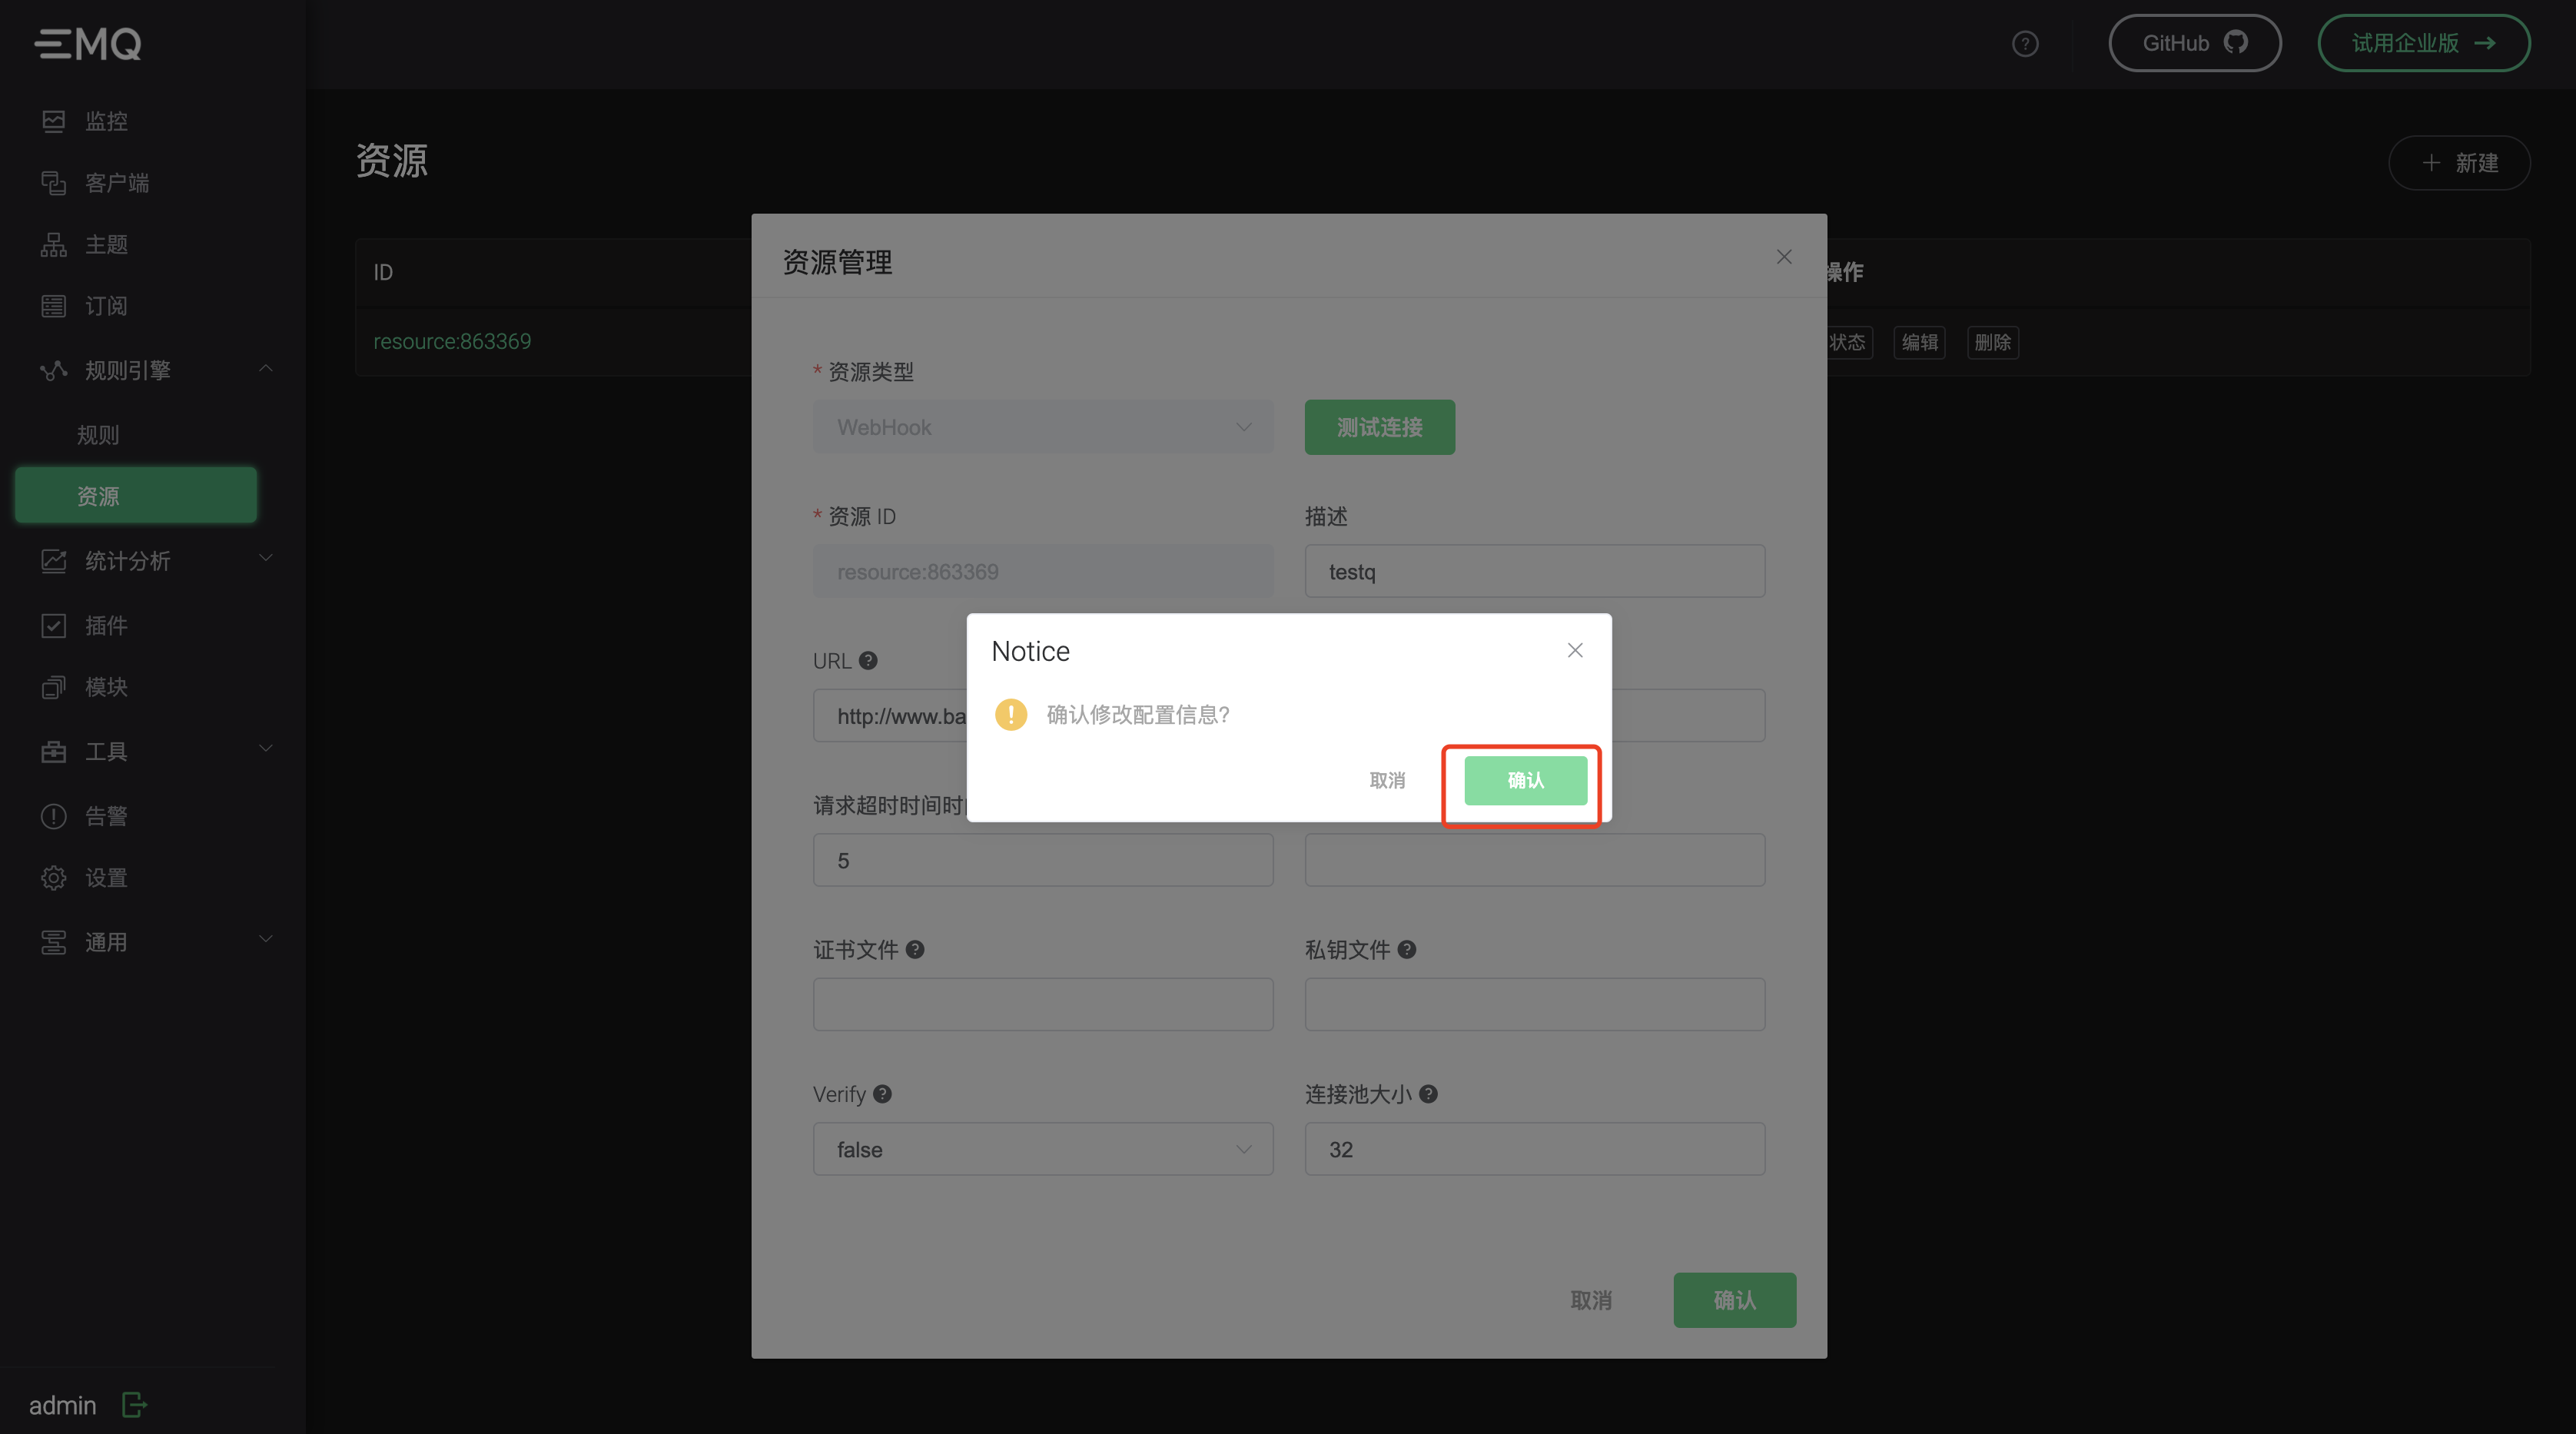 EMQ
GitHub
试用企业版
监控
客户端
主题
订阅
规则引擎
规则
资源
统计分析
插件
模块
工具
告警
设置
通用
admin
资源
新建
ID
操作
resource:863369
状态
编辑
删除
资源管理
* 资源类型
WebHook
测试连接
* 资源 ID
描述
resource:863369
testq
URL
http://www.ba
Notice
确认修改配置信息?
取消
确认
请求超时时间时
5
证书文件
私钥文件
Verify
连接池大小
false
32
取消
确认